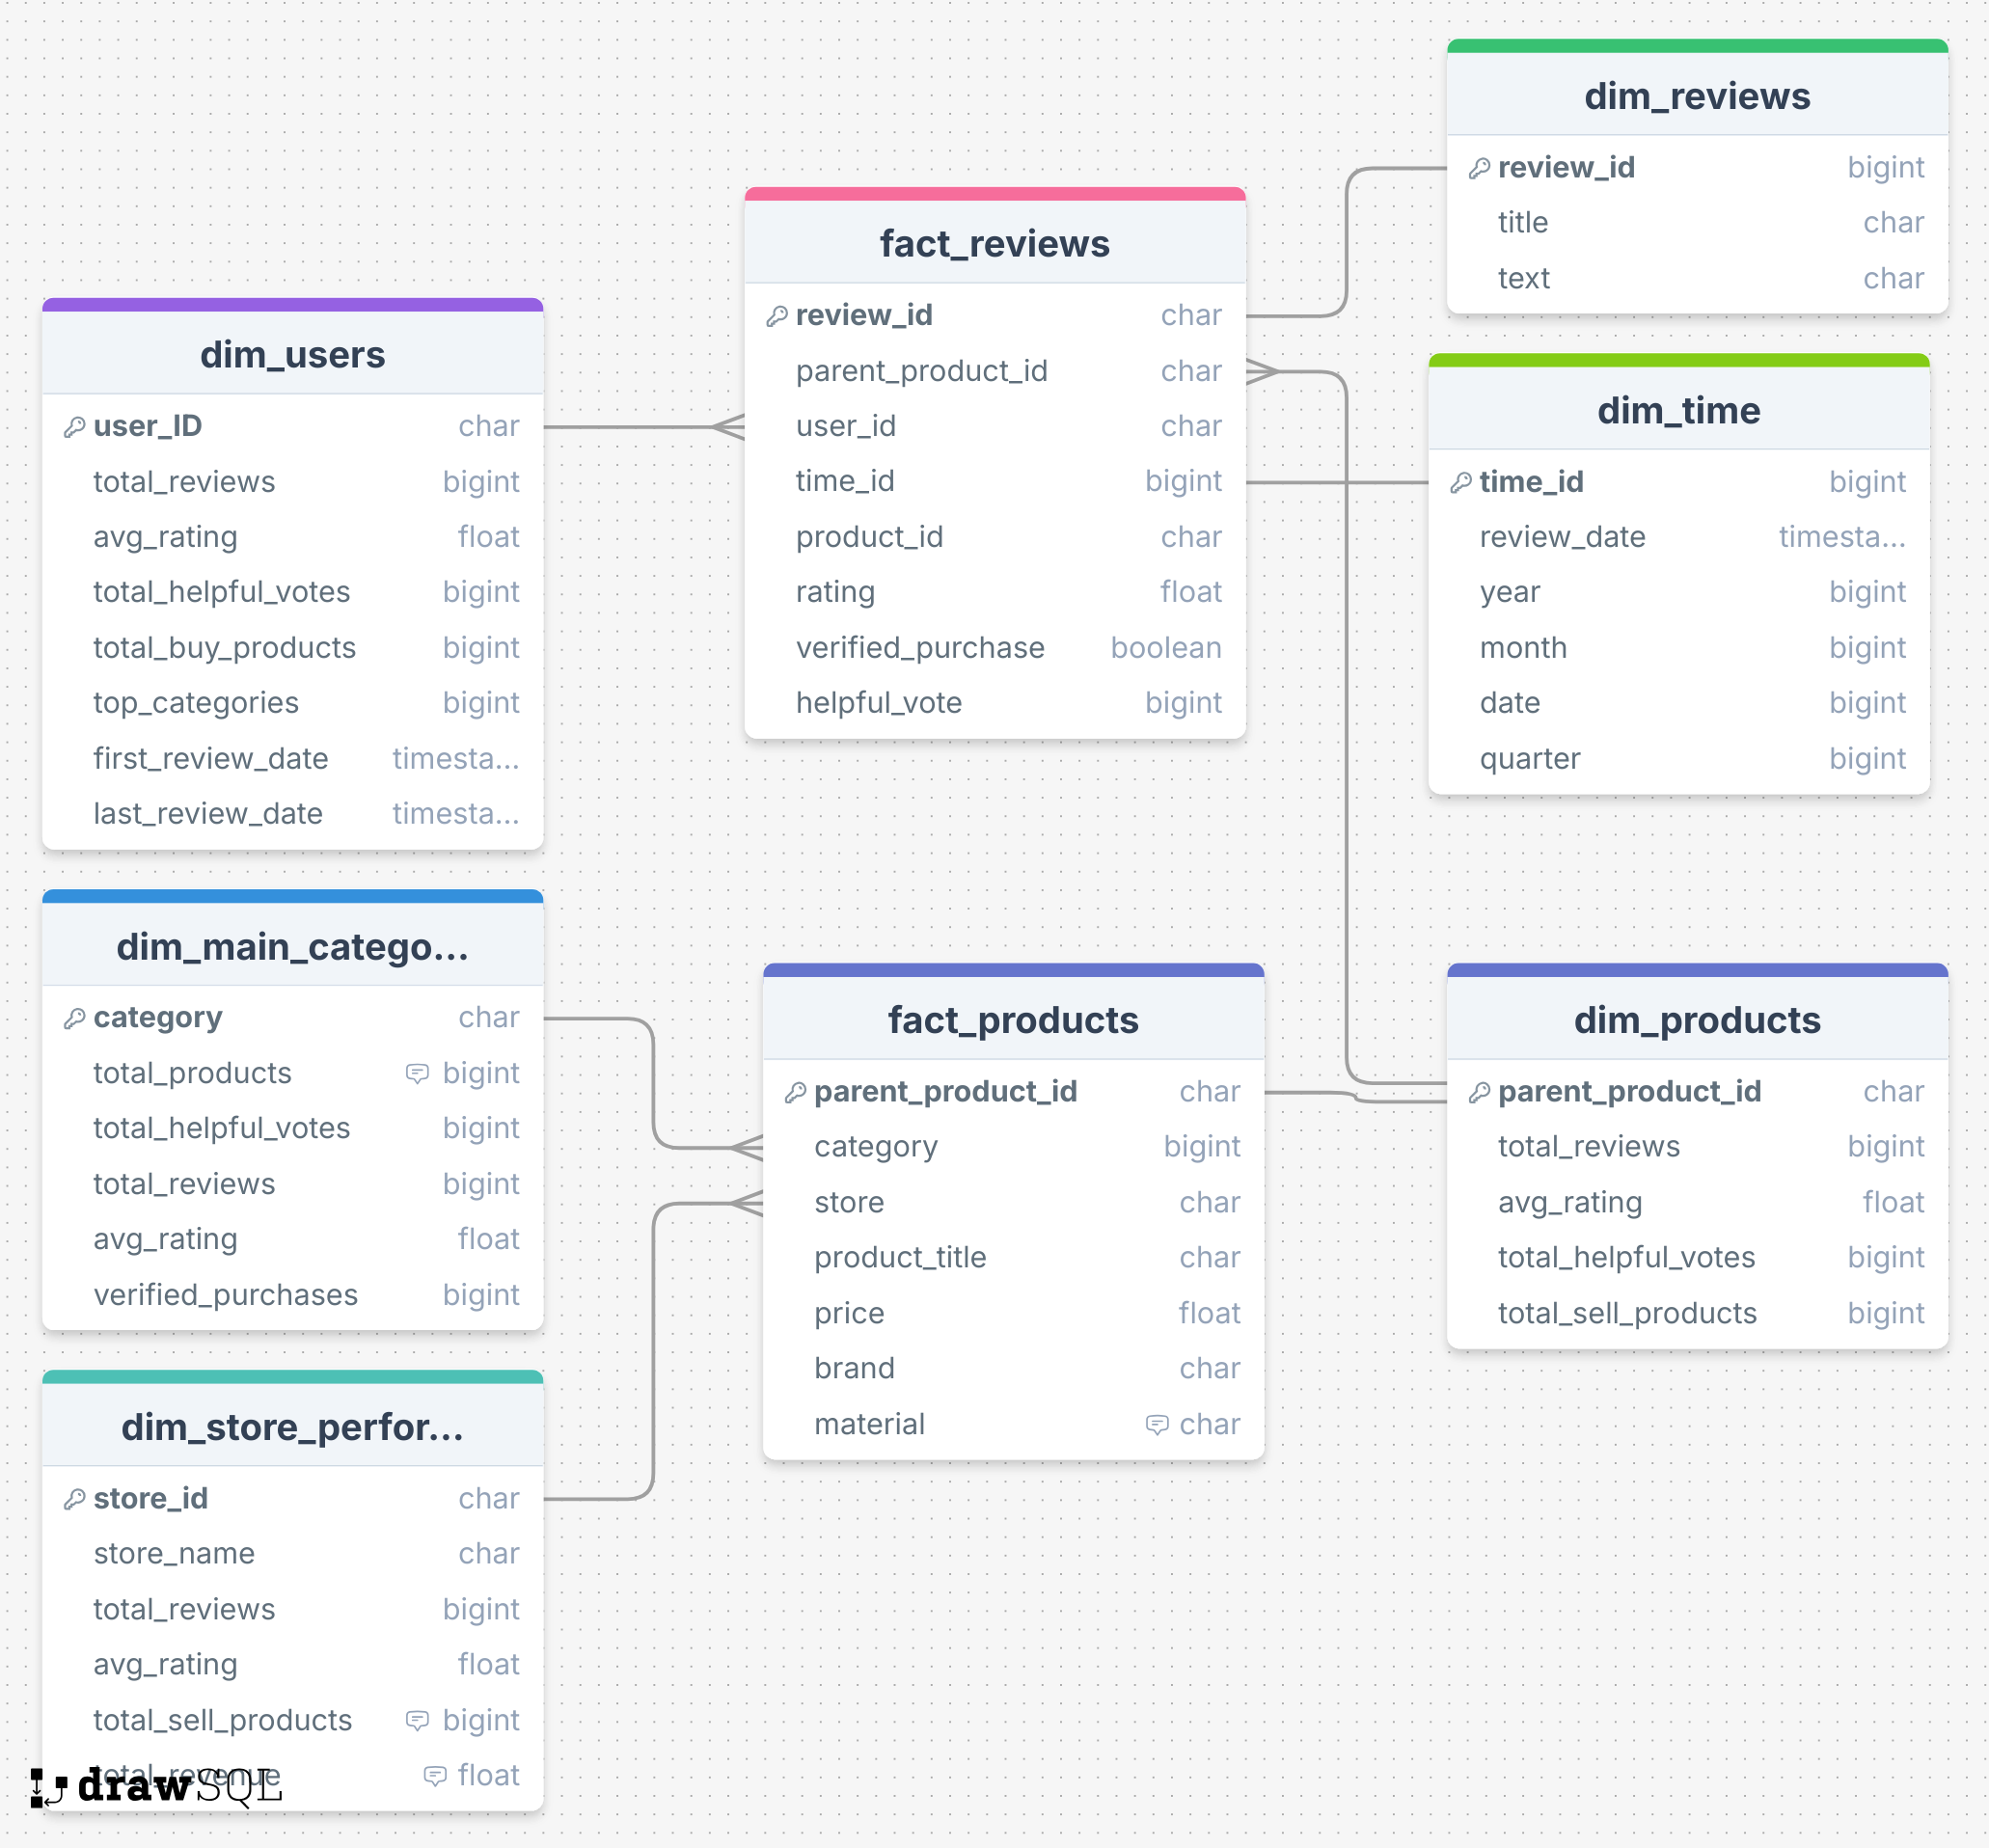 dim_reviews
review_id bigint
title char
text char
fact_reviews
review_id char
parent_product_id char
user_id char
time_id bigint
product_id char
rating float
verified_purchase boolean
helpful_vote bigint
dim_users
user_ID char
total_reviews bigint
avg_rating float
total_helpful_votes bigint
total_buy_products bigint
top_categories bigint
first_review_date timesta...
last_review_date timesta...
dim_time
time_id bigint
review_date timesta...
year bigint
month bigint
date bigint
quarter bigint
dim_main_catego...
category char
total_products bigint
total_helpful_votes bigint
total_reviews bigint
avg_rating float
verified_purchases bigint
fact_products
parent_product_id char
category bigint
store char
product_title char
price float
brand char
material char
dim_products
parent_product_id char
total_reviews bigint
avg_rating float
total_helpful_votes bigint
total_sell_products bigint
dim_store_perfor...
store_id char
store_name char
total_reviews bigint
avg_rating float
total_sell_products bigint
total_revenue float
drawSQL